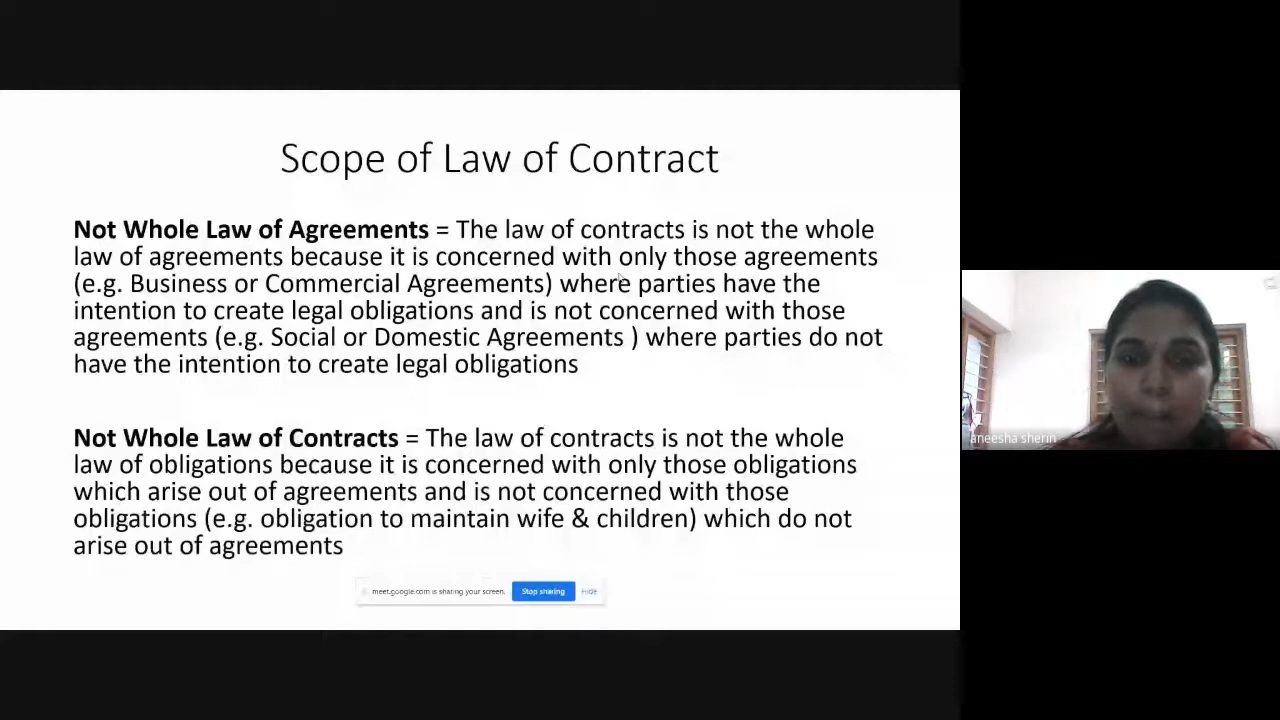 Scope of Law of Contract
Not Whole Law of Agreements = The law of contracts is not the whole
law of agreements because it is concerned with only those agreements
(e.g. Business or Commercial Agreements) where parties have the
intention to create legal obligations and is not concerned with those
agreements (e.g. Social or Domestic Agreements ) where parties do not
have the intention to create legal obligations
Not Whole Law of Contracts = The law of contracts is not the whole
law of obligations because it is concerned with only those obligations
which arise out of agreements and is not concerned with those
obligations (e.g. obligation to maintain wife & children) which do not
arise out of agreements
meet.google.com is sharing your screen.
Stop sharing
Hide
aneesha sherin